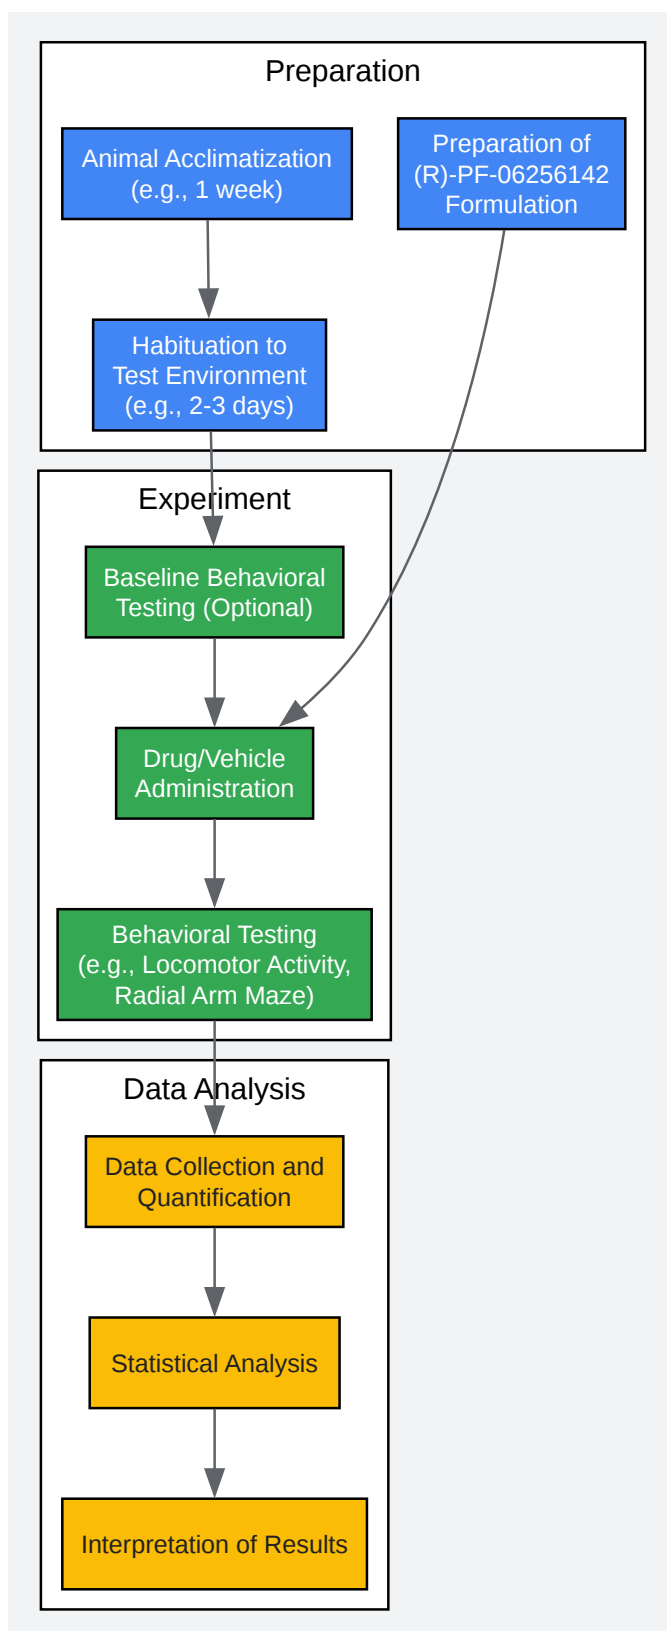 Preparation
Animal Acclimatization
(e.g., 1 week)
Preparation of
(R)-PF-06256142
Formulation
Habituation to
Test Environment
(e.g., 2-3 days)
Experiment
Baseline Behavioral
Testing (Optional)
Drug/Vehicle
Administration
Behavioral Testing
(e.g., Locomotor Activity,
Radial Arm Maze)
Data Analysis
Data Collection and
Quantification
Statistical Analysis
Interpretation of Results